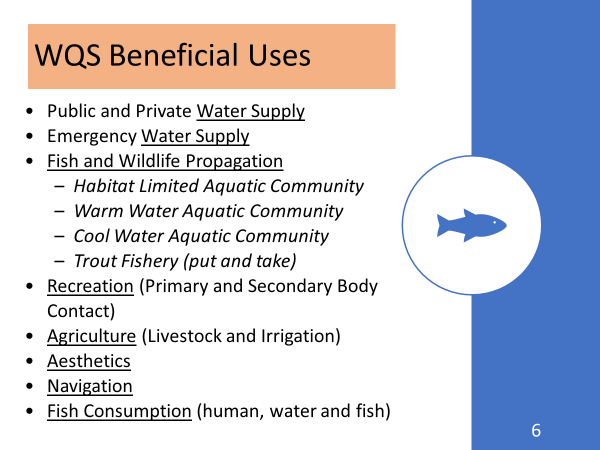 WQS Beneficial Uses
• Public and Private Water Supply
• Emergency Water Supply
• Fish and Wildlife Propagation
– Habitat Limited Aquatic Community
– Warm Water Aquatic Community
– Cool Water Aquatic Community
– Trout Fishery (put and take)
• Recreation (Primary and Secondary Body
Contact)
• Agriculture (Livestock and Irrigation)
• Aesthetics
• Navigation
• Fish Consumption (human, water and fish)
6